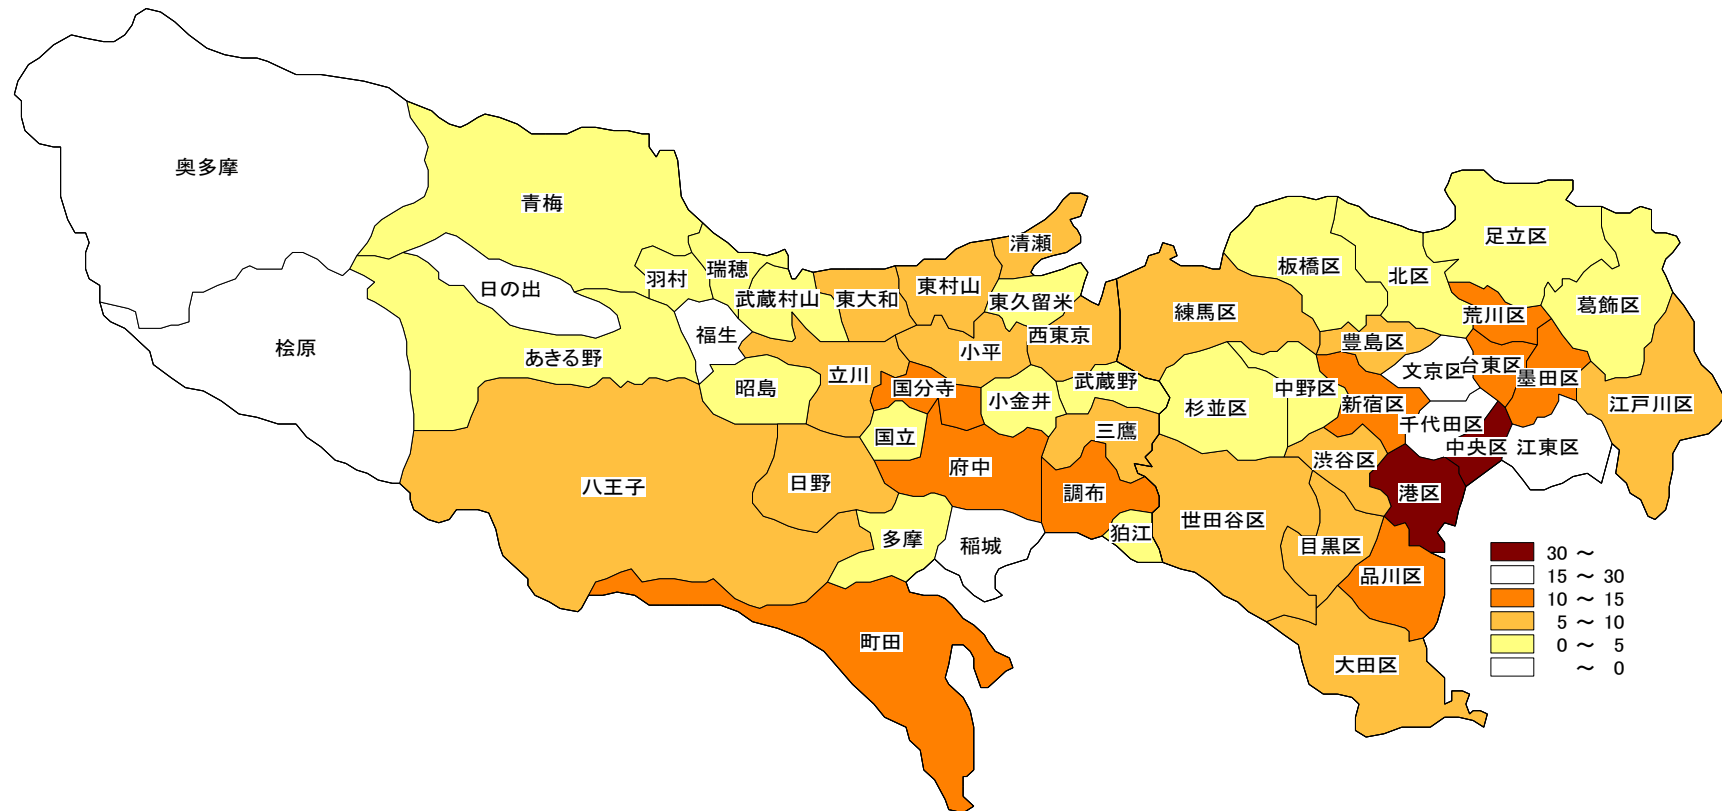 奥多摩
青梅
清瀬
足立区
羽村
瑞穂
板橋区
北区
日の出
武蔵村山
東大和
東村山
東久留米
葛飾区
練馬区
荒川区
桧原
あきる野
福生
西東京
豊島区
小平
文京区
台東区
墨田区
昭島
立川
国分寺
小金井
武蔵野
杉並区
中野区
新宿区
江戸川区
国立
三鷹
千代田区
中央区
江東区
渋谷区
府中
八王子
日野
調布
港区
世田谷区
多摩
稲城
狛江
目黒区
品川区
町田
大田区
30 ～
15 ～ 30
10 ～ 15
5 ～ 10
0 ～ 5
～ 0